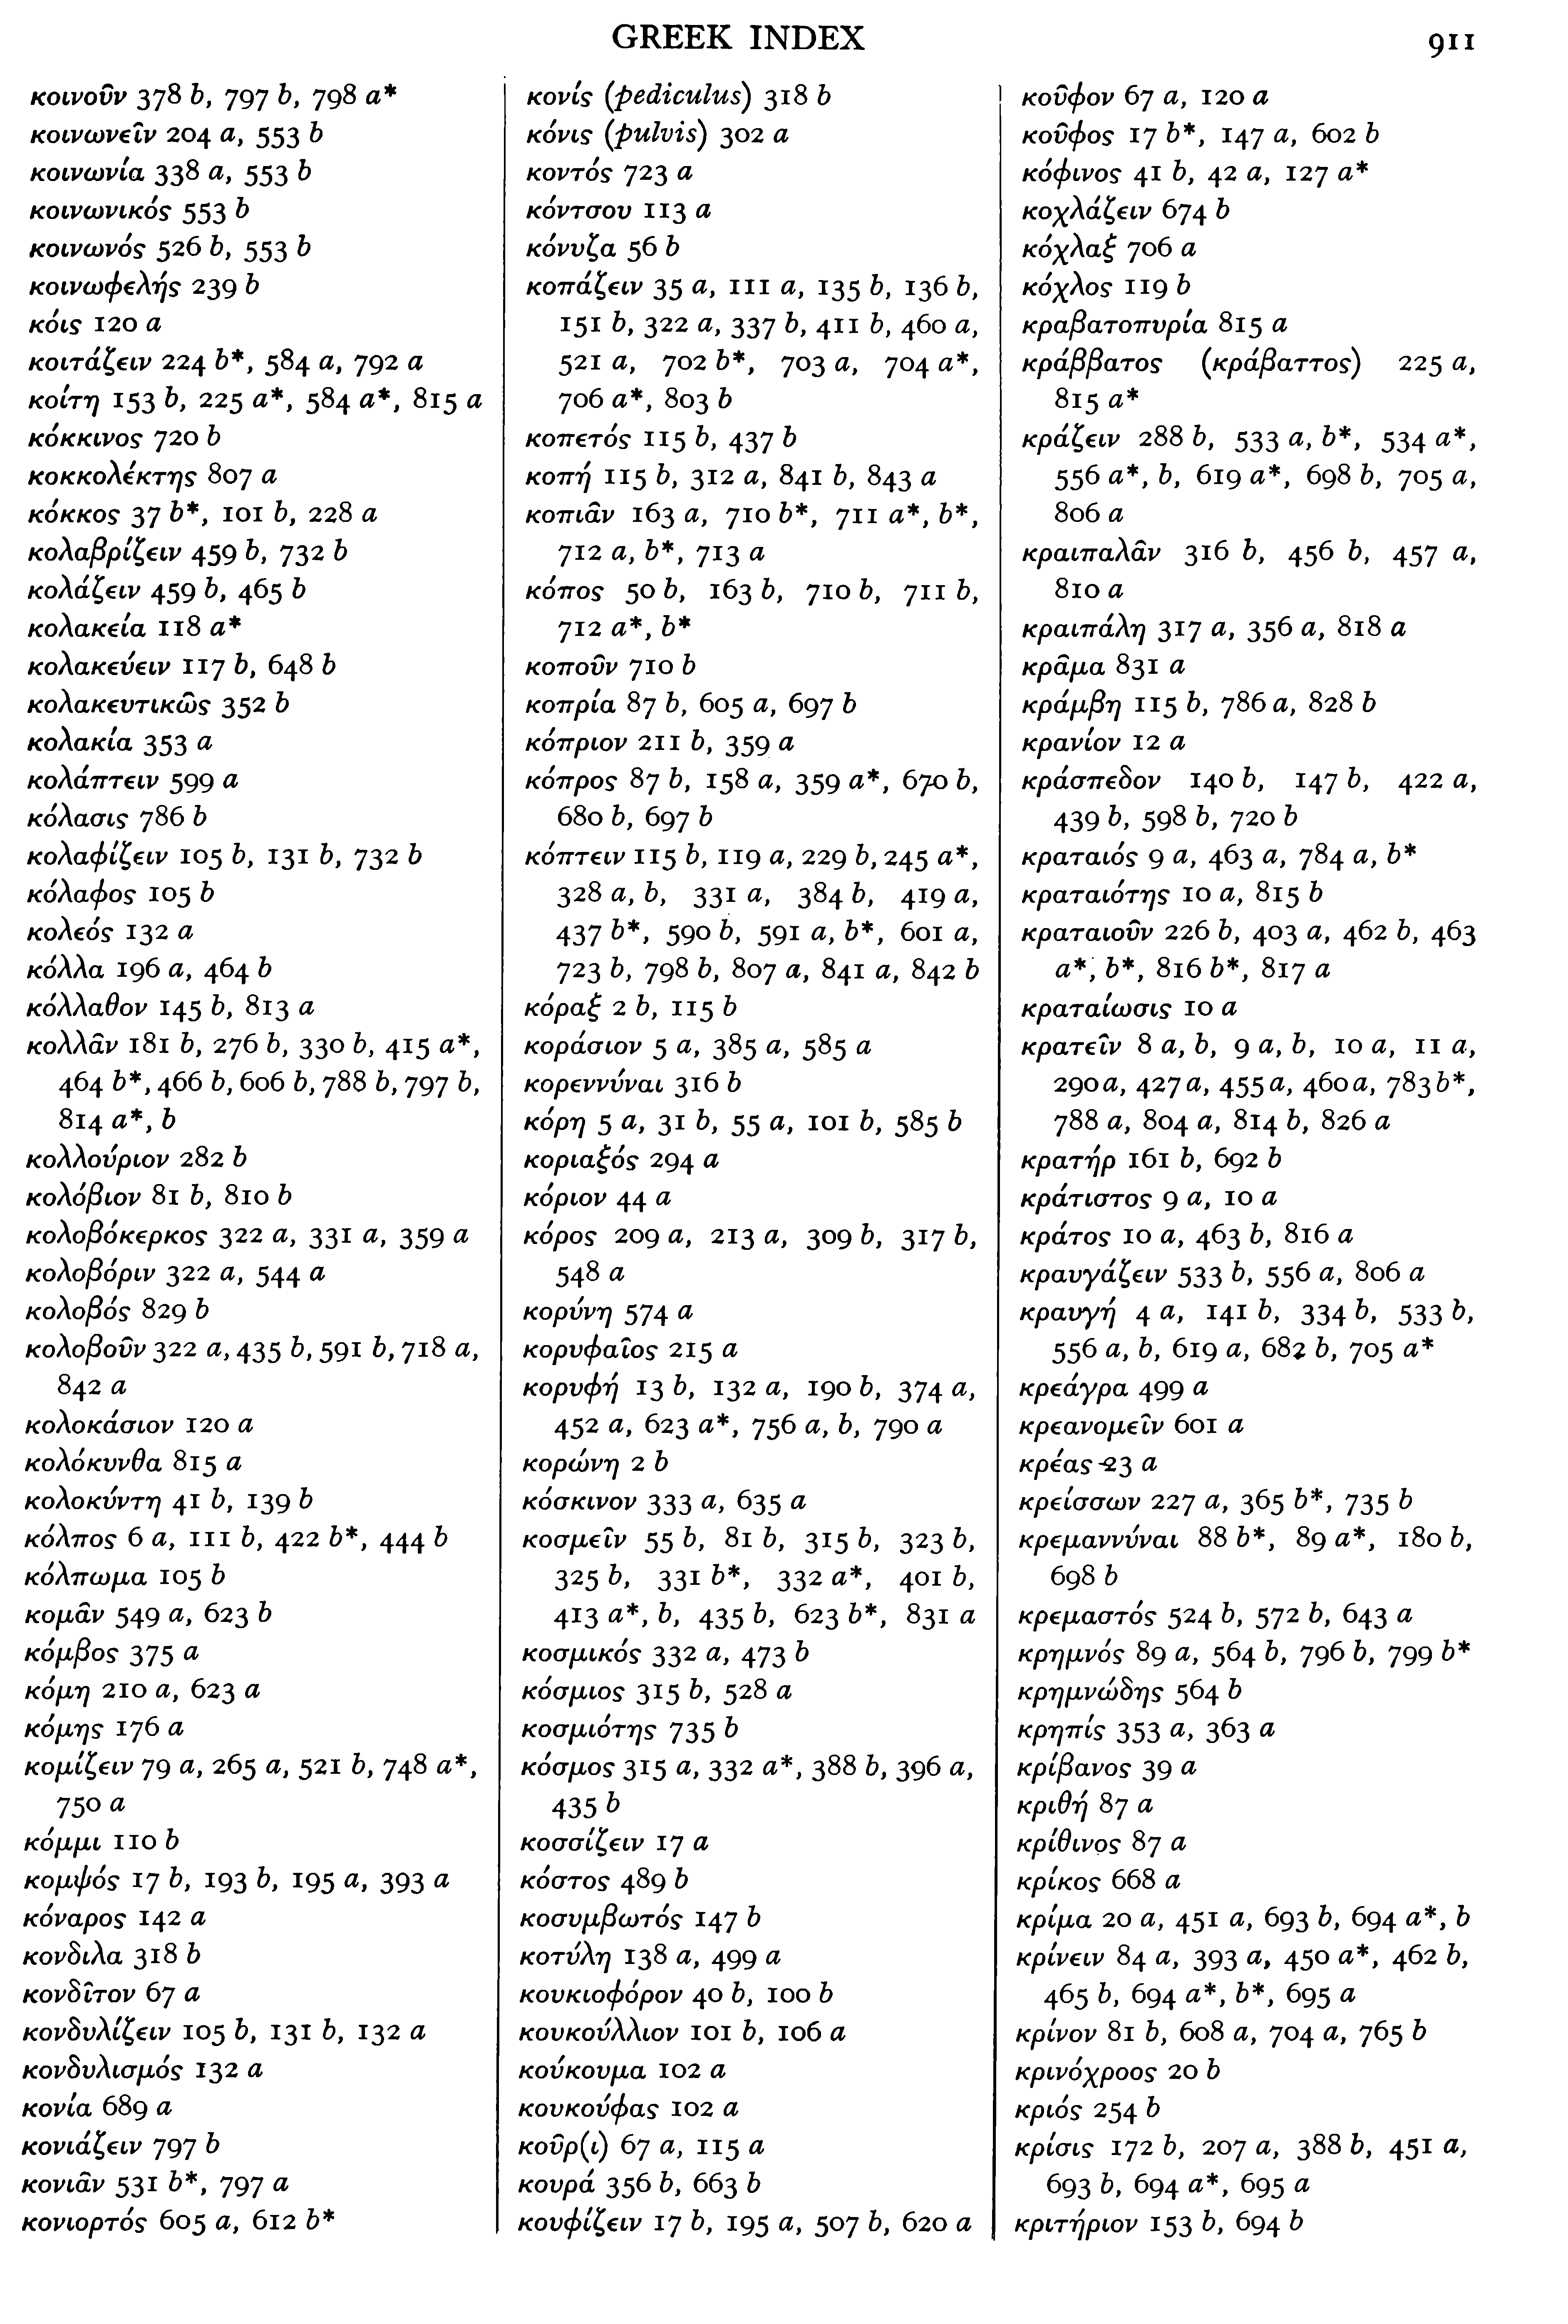 GREEK INDEX
911
κοινοῦν 378 b, 797 b, 798 a*
κοινωνεῖν 204 a, 553 b
κοινωνία 338 a, 553 b
κοινωνικός 553 b
κοινωνός 526 b, 553 b
κοινωφελής 239 b
κόις 120 a
κοιτάζειν 224 b*, 584 a, 792 a
κοίτη 153 b, 225 a*, 584 a*, 815 a
κόκκινος 720 b
κοκκολέκτης 807 a
κόκκος 37 b*, 101 b, 228 a
κολαβρίζειν 459 b, 732 b
κολάζειν 459 b, 465 b
κολακεία 118 a*
κολακεύειν 117 b, 648 b
κολακευτικῶς 352 b
κολακία 353 a
κολάπτειν 599 a
κόλασις 786 b
κολαφίζειν 105 b, 131 b, 732 b
κόλαφος 105 b
κολεός 132 a
κόλλα 196 a, 464 b
κόλλαθον 145 b, 813 a
κολλᾶν 181 b, 276 b, 330 b, 415 a*,
464 b*, 466 b, 606 b, 788 b, 797 b,
814 a*, b
κολλούριον 282 b
κολόβιον 81 b, 810 b
κολοβόκερκος 322 a, 331 a, 359 a
κολοβόριν 322 a, 544 a
κολοβός 829 b
κολοβοῦν 322 a, 435 b, 591 b, 718 a,
842 a
κολοκάσιον 120 a
κολόκυνθα 815 a
κολοκύντη 41 b, 139 b
κόλπος 6 a, 111 b, 422 b*, 444 b
κόλπωμα 105 b
κομᾶν 549 a, 623 b
κόμβος 375 a
κόμη 210 a, 623 a
κόμης 176 a
κομίζειν 79 a, 265 a, 521 b, 748 a*,
750 a
κόμμι 110 b
κομψός 17 b, 193 b, 195 a, 393 a
κόναρος 142 a
κονδιλα 318 b
κονδῖτον 67 a
κονδυλίζειν 105 b, 131 b, 132 a
κονδυλισμός 132 a
κονία 689 a
κονιάζειν 797 b
κονιᾶν 531 b*, 797 a
κονιορτός 605 a, 612 b*
κονίς (pediculus) 318 b
κόνις (pulvis) 302 a
κοντός 723 a
κόντσου 113 a
κόνυζα 56 b
κοπάζειν 35 a, 111 a, 135 b, 136 b,
151 b, 322 a, 337 b, 411 b, 460 a,
521 a, 702 b*, 703 a, 704 a*,
706 a*, 803 b
κοπετός 115 b, 437 b
κοπή 115 b, 312 a, 841 b, 843 a
κοπιᾶν 163 a, 710 b*, 711 a*, b*,
712 a, b*, 713 a
κόπος 50 b, 163 b, 710 b, 711 b,
712 a*, b*
κοποῦν 710 b
κοπρία 87 b, 605 a, 697 b
κόπριον 211 b, 359 a
κόπρος 87 b, 158 a, 359 a*, 670 b,
680 b, 697 b
κόπτειν 115 b, 119 a, 229 b, 245 a*,
328 a, b, 331 a, 384 b, 419 a,
437 b*, 590 b, 591 a, b*, 601 a,
723 b, 798 b, 807 a, 841 a, 842 b
κόραξ 2 b, 115 b
κοράσιον 5 a, 385 a, 585 a
κορεννύναι 316 b
κόρη 5 a, 31 b, 55 a, 101 b, 585 b
κοριαξός 294 a
κόριον 44 a
κόρος 209 a, 213 a, 309 b, 317 b,
548 a
κορύνη 574 a
κορυφαῖος 215 a
κορυφή 13 b, 132 a, 190 b, 374 a,
452 a, 623 a*, 756 a, b, 790 a
κορώνη 2 b
κόσκινον 333 a, 635 a
κοσμεῖν 55 b, 81 b, 315 b, 323 b,
325 b, 331 b*, 332 a*, 401 b,
413 a*, b, 435 b, 623 b*, 831 a
κοσμικός 332 a, 473 b
κόσμιος 315 b, 528 a
κοσμιότης 735 b
κόσμος 315 a, 332 a*, 388 b, 396 a,
435 b
κοσσίζειν 17 a
κόστος 489 b
κοσυμβωτός 147 b
κοτύλη 138 a, 499 a
κουκιοφόρον 40 b, 100 b
κουκούλλιον 101 b, 106 a
κούκουμα 102 a
κουκούφας 102 a
κοῦρ(ι) 67 a, 115 a
κουρά 356 b, 663 b
κουφίζειν 17 b, 195 a, 507 b, 620 a
κοῦφον 67 a, 120 a
κοῦφος 17 b*, 147 a, 602 b
κόφινος 41 b, 42 a, 127 a*
κοχλάζειν 674 b
κόχλαξ 706 a
κόχλος 119 b
κραβατοπυρία 815 a
κράββατος (κράβαττος) 225 a,
815 a*
κράζειν 288 b, 533 a, b*, 534 a*,
556 a*, b, 619 a*, 698 b, 705 a,
806 a
κραιπαλᾶν 316 b, 456 b, 457 a,
810 a
κραιπάλη 317 a, 356 a, 818 a
κρᾶμα 831 a
κράμβη 115 b, 786 a, 828 b
κρανίον 12 a
κράσπεδον 140 b, 147 b, 422 a,
439 b, 598 b, 720 b
κραταιός 9 a, 463 a, 784 a, b*
κραταιότης 10 a, 815 b
κραταιοῦν 226 b, 403 a, 462 b, 463
a*, b*, 816 b*, 817 a
κραταίωσις 10 a
κρατεῖν 8 a, b, 9 a, b, 10 a, 11 a,
290 a, 427 a, 455 a, 460 a, 783 b*,
788 a, 804 a, 814 b, 826 a
κρατήρ 161 b, 692 b
κράτιστος 9 a, 10 a
κράτος 10 a, 463 b, 816 a
κραυγάζειν 533 b, 556 a, 806 a
κραυγή 4 a, 141 b, 334 b, 533 b,
556 a, b, 619 a, 682 b, 705 a*
κρεάγρα 499 a
κρεανομεῖν 601 a
κρέας 23 a
κρείσσων 227 a, 365 b*, 735 b
κρεμαννύναι 88 b*, 89 a*, 180 b,
698 b
κρεμαστός 524 b, 572 b, 643 a
κρημνός 89 a, 564 b, 796 b, 799 b*
κρημνώδης 564 b
κρηπίς 353 a, 363 a
κρίβανος 39 a
κριθή 87 a
κρίθινος 87 a
κρίκος 668 a
κρίμα 20 a, 451 a, 693 b, 694 a*, b
κρίνειν 84 a, 393 a, 450 a*, 462 b,
465 b, 694 a*, b*, 695 a
κρίνον 81 b, 608 a, 704 a, 765 b
κρινόχροος 20 b
κριός 254 b
κρίσις 172 b, 207 a, 388 b, 451 a,
693 b, 694 a*, 695 a
κριτήριον 153 b, 694 b